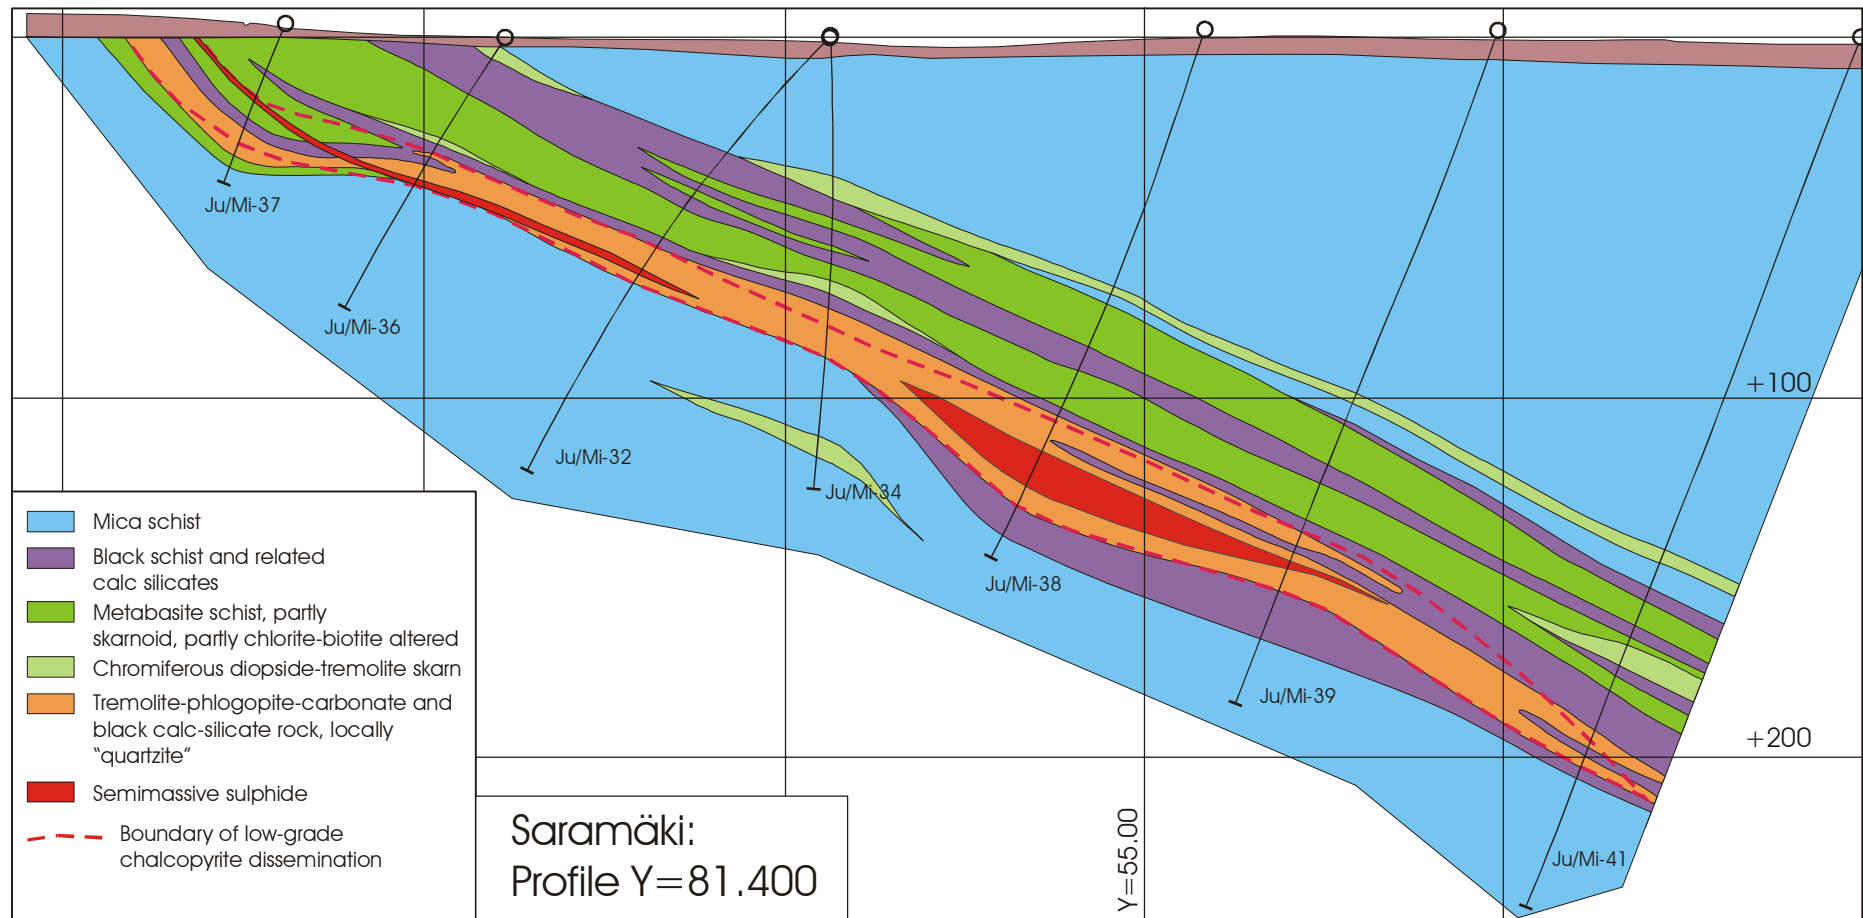 Ju/Mi-37
Ju/Mi-36
Ju/Mi-32
Ju/Mi-34
Ju/Mi-38
Ju/Mi-39
Ju/Mi-41
+100
+200
Y=55.00
Mica schist
Black schist and related
calc silicates
Metabasite schist, partly
skarnoid, partly chlorite-biotite altered
Chromiferous diopside-tremolite skarn
Tremolite-phlogopite-carbonate and
black calc-silicate rock, locally
“quartzite”
Semimassive sulphide
Boundary of low-grade
chalcopyrite dissemination
Saramäki:
Profile Y=81.400